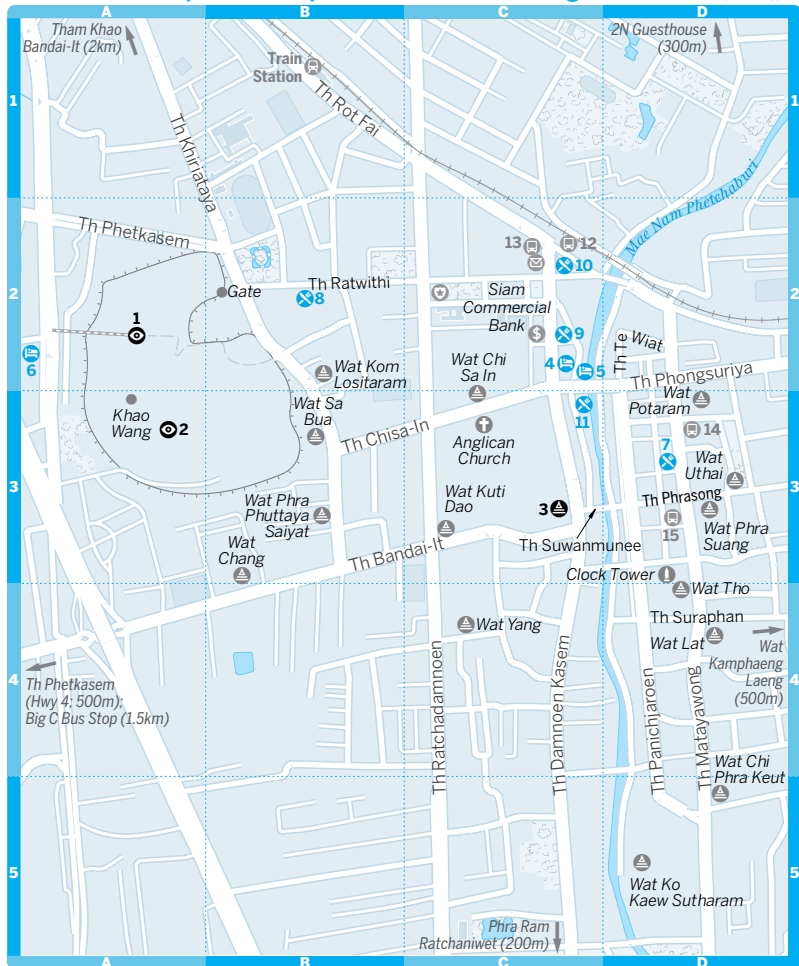 A
B
C
D
Tham Khao
Bandai-It (2km)
2N Guesthouse
(300m)
Train
Station
1
1
Th Rot Fai
Th Khiriataya
Mae Nam Phetchaburi
Th Phetkasem
13
12
10
Gate
Th Ratwithi
8
2
2
Siam
Commercial
Bank
$
9
1
Th Te
Wiat
6
Wat Kom
Lositaram
Wat Chi
Sa In
4
5
Th Phongsuriya
Khao
Wang
2
Wat Sa
Bua
Th Chisa-In
Anglican
Church
11
Wat
Potaram
14
7
Wat
Uthai
3
3
Wat Phra
Phuttaya
Saiyat
Wat Kuti
Dao
3
Th Phrasong
15
Wat Phra
Suang
Wat
Chang
Th Bandai-It
Th Suwanmunee
Clock Tower
Wat Tho
Wat Yang
Th Suraphan
Wat Lat
Wat
Kamphaeng
Laeng
(500m)
4
4
Th Phetkasem
(Hwy 4; 500m);
Big C Bus Stop (1.5km)
Th Ratchadamnoen
Th Damnoen Kasem
Th Panichjaroen
Th Matayawong
Wat Chi
Phra Keut
5
5
Wat Ko
Kaew Sutharam
Phra Ram
Ratchaniwet (200m)
A
B
C
D